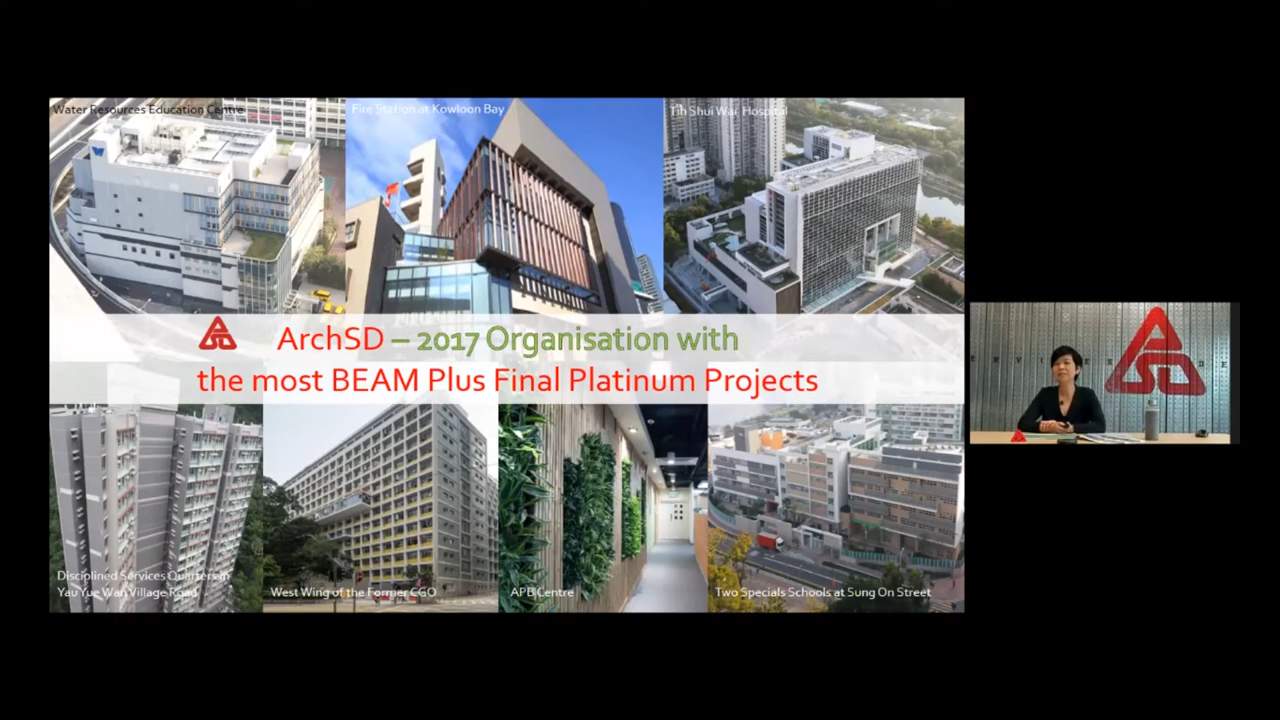 Water Resources Education Centre
Fire Station at Kowloon Bay
Tin Shui Wai Hospital
ArchSD – 2017 Organisation with
the most BEAM Plus Final Platinum Projects
Disciplined Services Quarters in
Yau Yue Wan Village Road
West Wing of the Former CGO
APB Centre
Two Specials Schools at Sung On Street